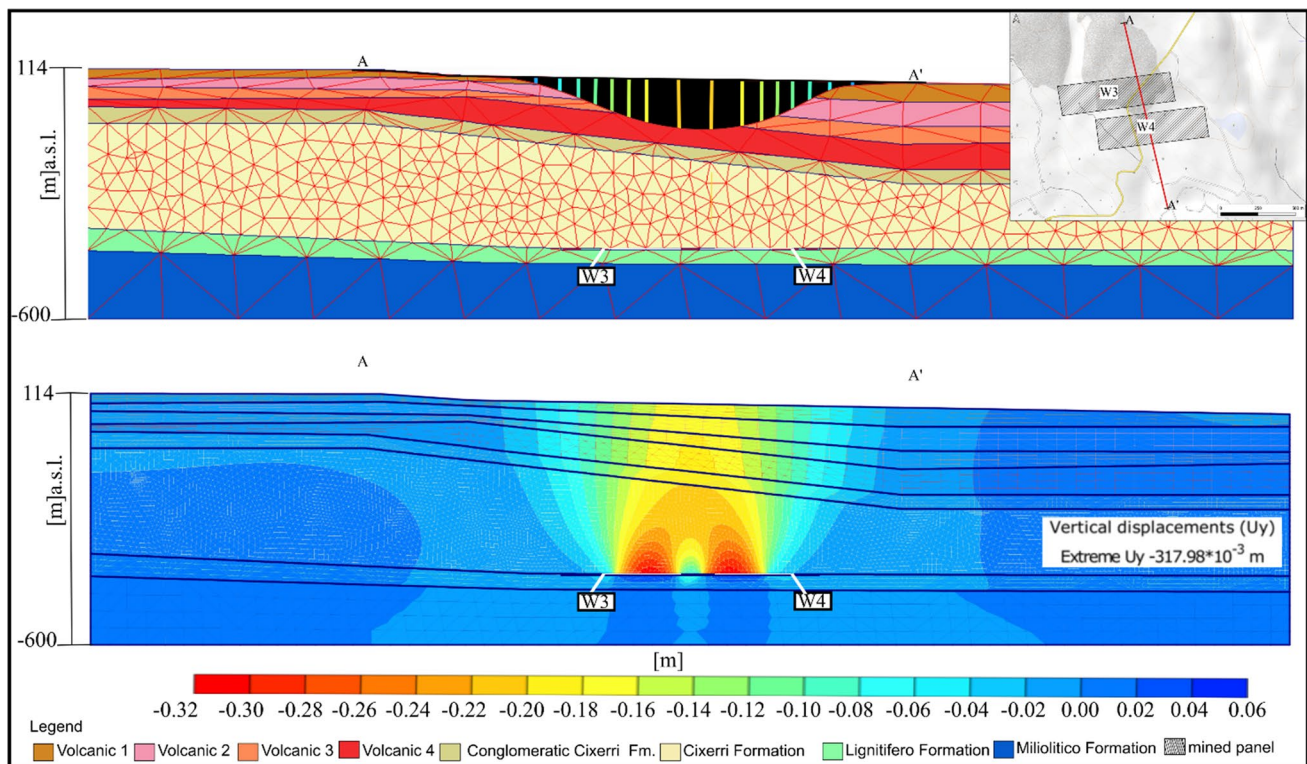 A
A'
114
[m]a.s.l.
-600
W3
W4
A
W3
W4
A'
A
A'
114
[m]a.s.l.
-600
Vertical displacements (Uy)
Extreme Uy -317.98*10-3 m
W3
W4
[m]
-0.32 -0.30 -0.28 -0.26 -0.24 -0.22 -0.20 -0.18 -0.16 -0.14 -0.12 -0.10 -0.08 -0.06 -0.04 -0.02 0.00 0.02 0.04 0.06
Legend
Volcanic 1 Volcanic 2 Volcanic 3 Volcanic 4 Conglomeratic Cixerri Fm. Cixerri Formation Lignitifero Formation Miliolitico Formation mined panel